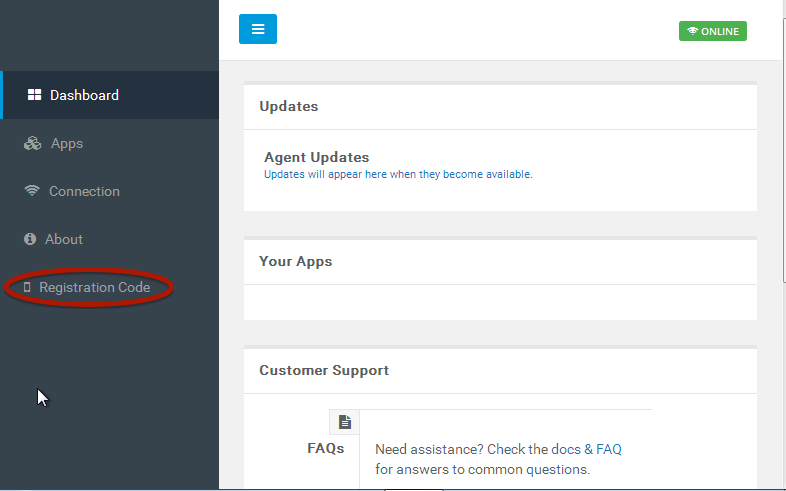 ONLINE
Dashboard
Apps
Connection
About
Registration Code
Updates
Agent Updates
Updates will appear here when they become available.
Your Apps
Customer Support
FAQs
Need assistance? Check the docs & FAQ
for answers to common questions.